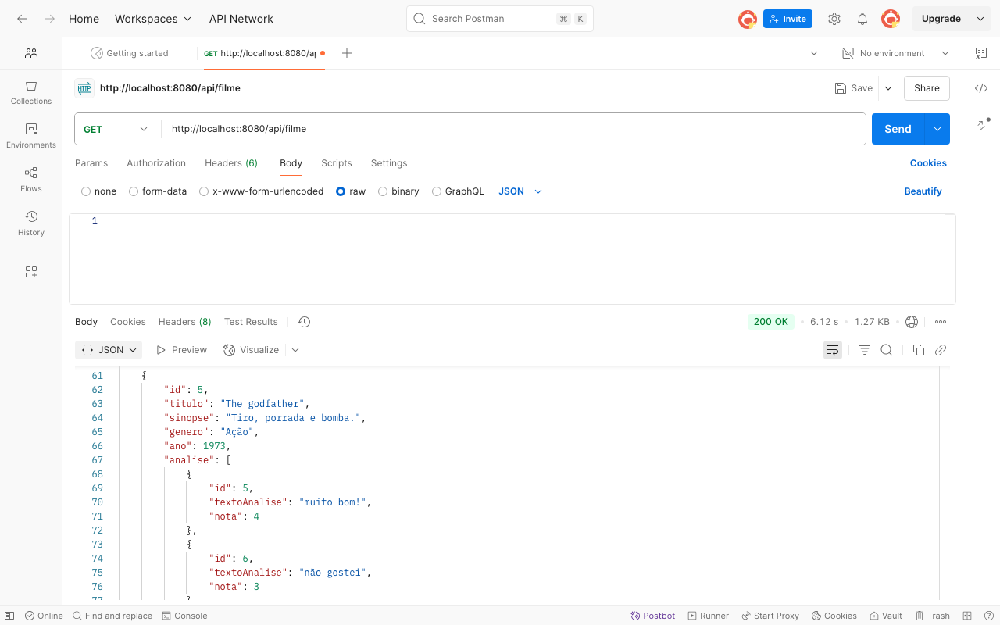 Home Workspaces API Network Search Postman ⌘ K Invite Upgrade
Getting started GET http://localhost:8080/ap No environment
HTTP http://localhost:8080/api/filme Save Share
GET http://localhost:8080/api/filme Send
Collections
Environments
Flows
History
Params Authorization Headers (6) Body Scripts Settings Cookies
none form-data x-www-form-urlencoded raw binary GraphQL JSON Beautify
1
Body Cookies Headers (8) Test Results 200 OK 6.12 s 1.27 KB
{} JSON Preview Visualize
61 {
62 "id": 5,
63 "titulo": "The godfather",
64 "sinopse": "Tiro, porrada e bomba.",
65 "genero": "Ação",
66 "ano": 1973,
67 "analise": [
68 {
69 "id": 5,
70 "textoAnalise": "muito bom!",
71 "nota": 4
72 },
73 {
74 "id": 6,
75 "textoAnalise": "não gostei",
76 "nota": 3
77 }
Online Find and replace Console Postbot Runner Start Proxy Cookies Vault Trash